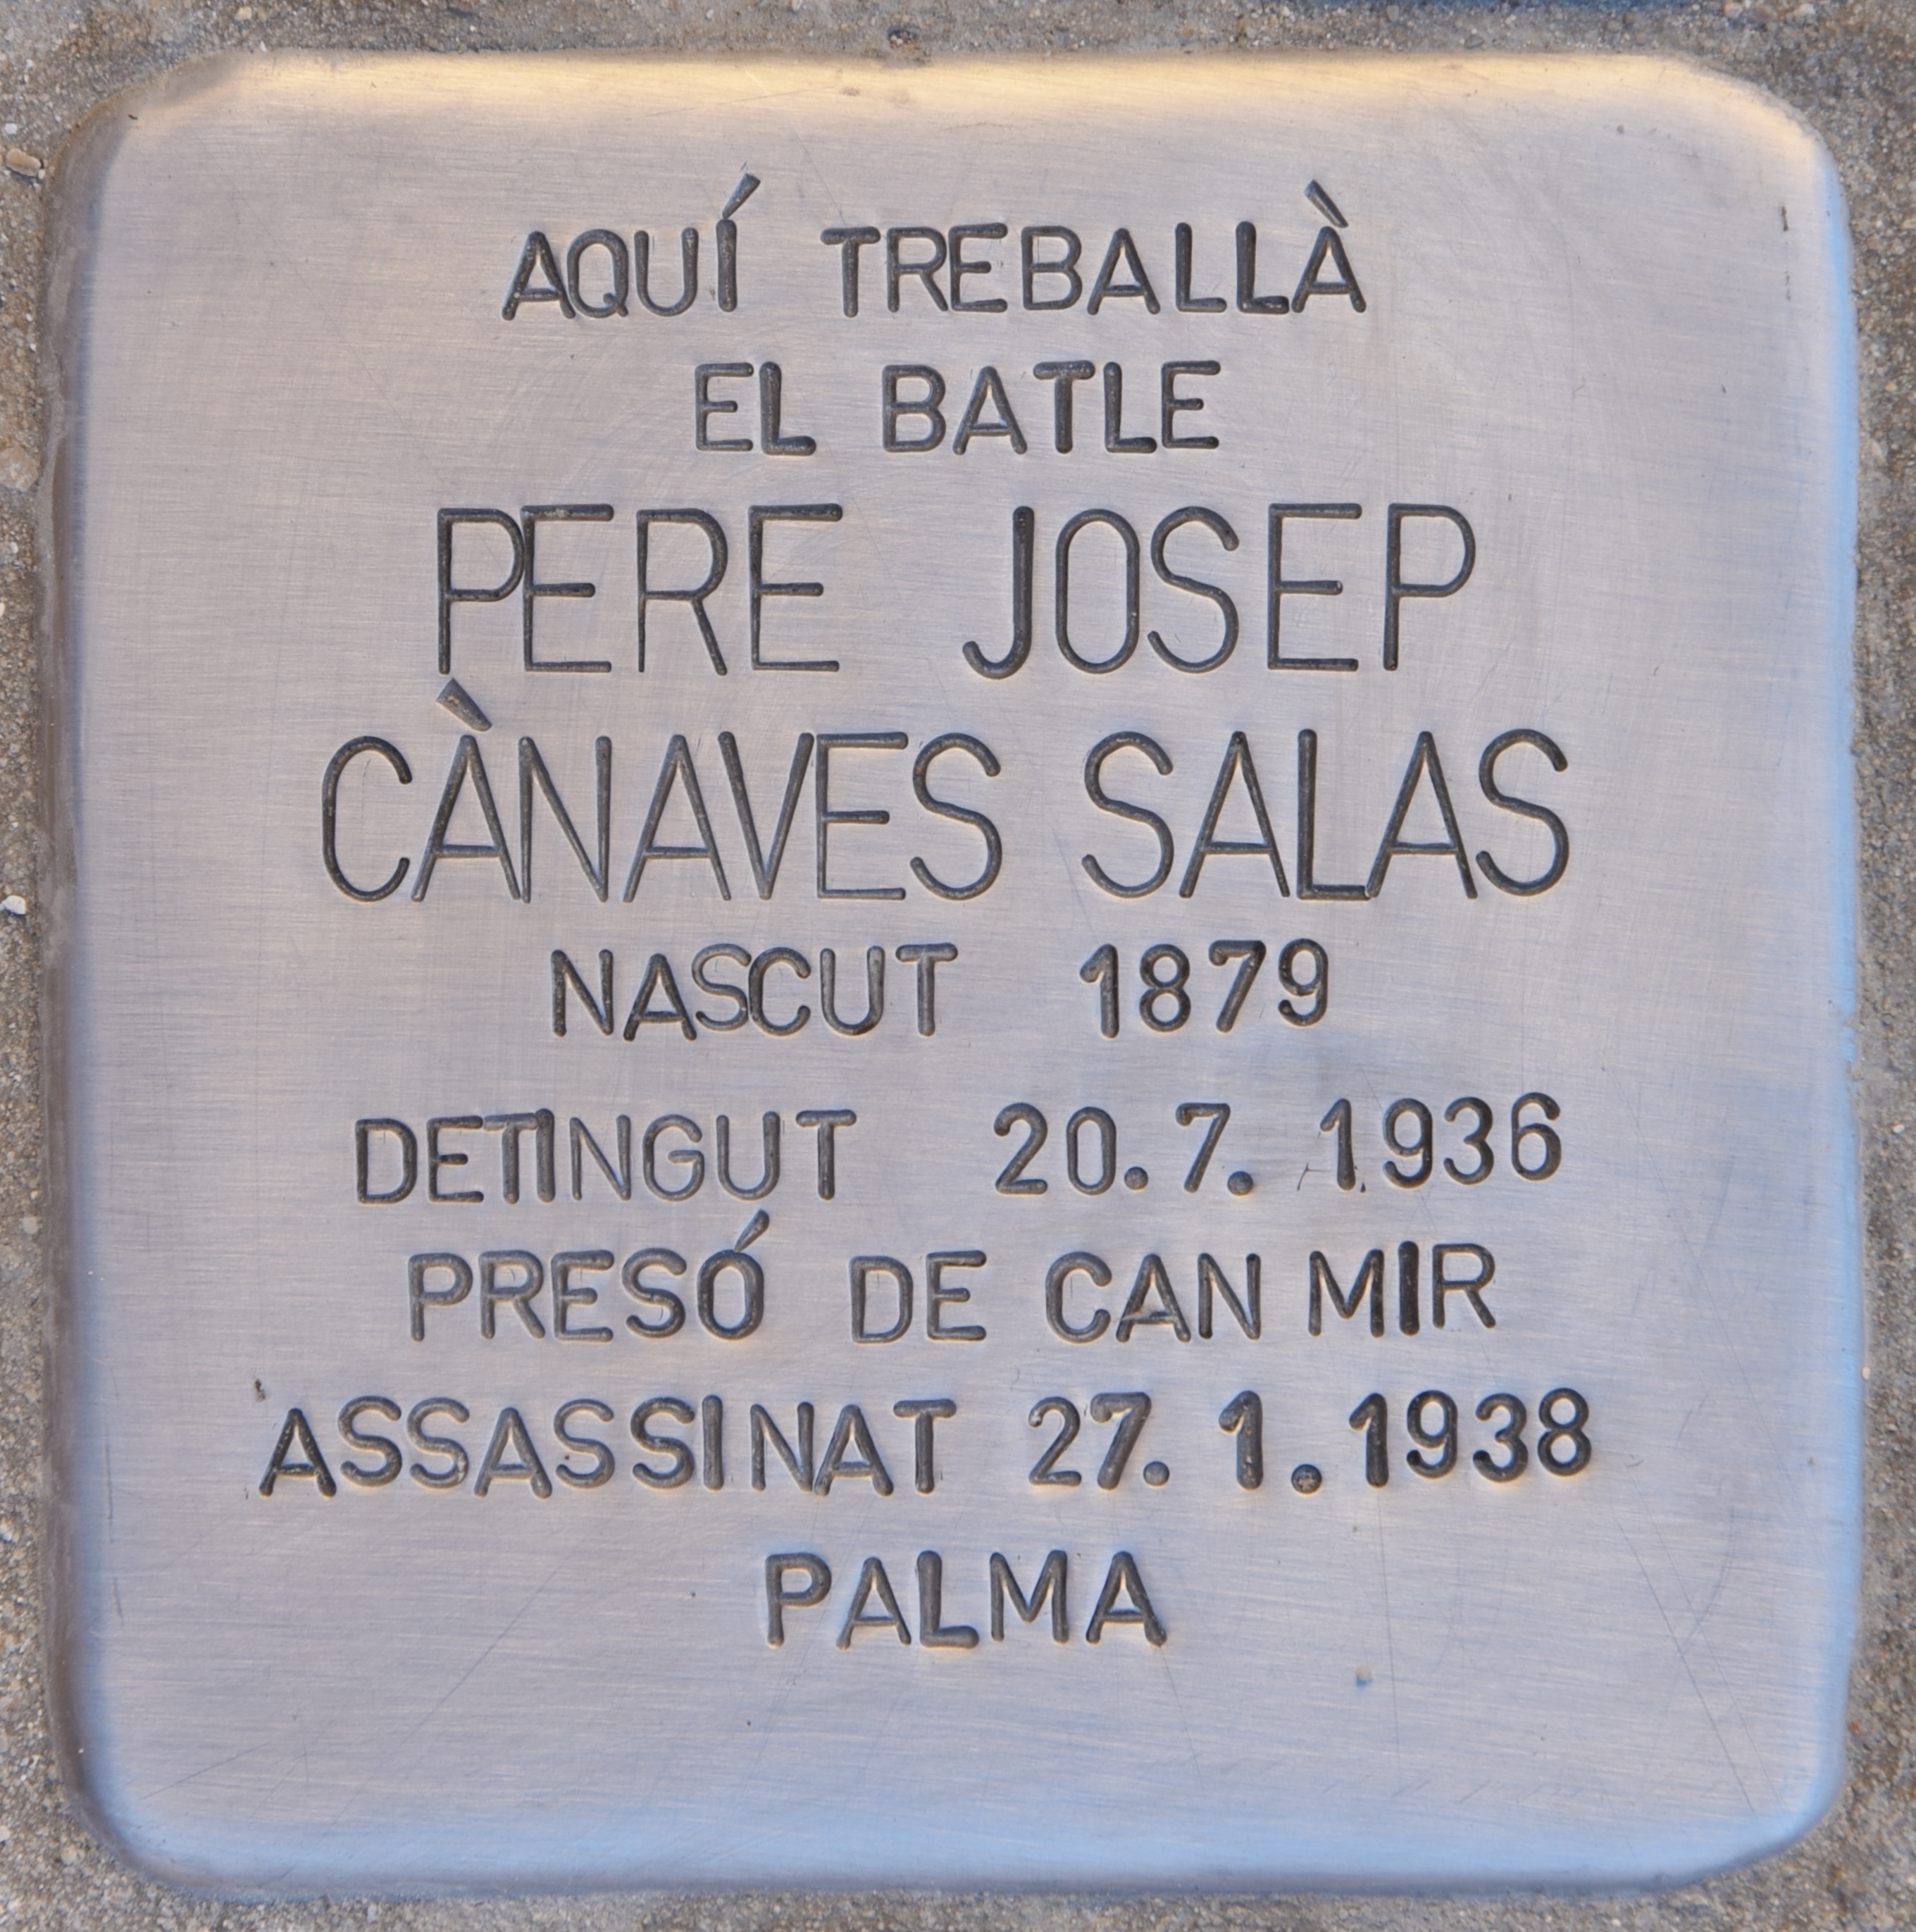 AQUÍ TREBALLÀ
EL BATLE
PERE JOSEP
CÀNAVES SALAS
NASCUT 1879
DETINGUT 20.7.1936
PRESÓ DE CAN MIR
ASSASSINAT 27.1.1938
PALMA